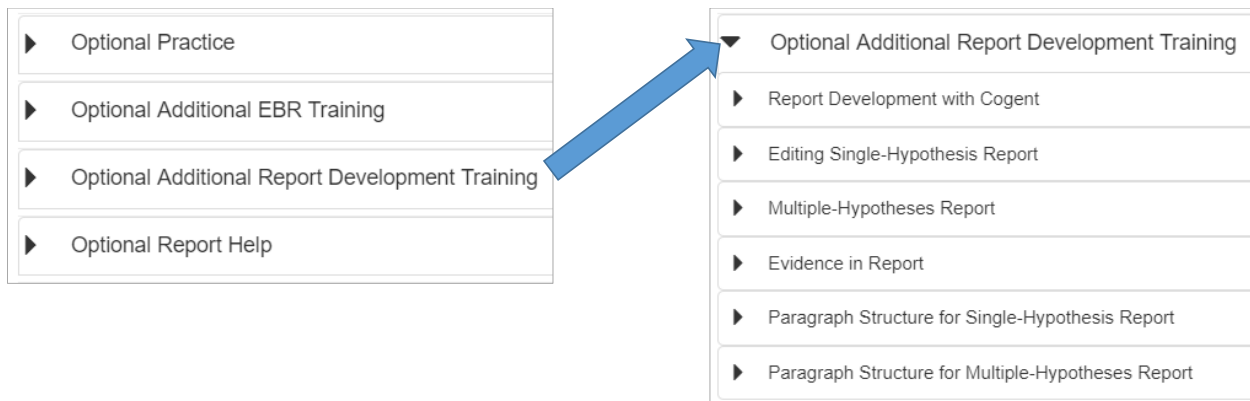 Optional Practice
Optional Additional EBR Training
Optional Additional Report Development Training
Optional Report Help
Optional Additional Report Development Training
Report Development with Cogent
Editing Single-Hypothesis Report
Multiple-Hypotheses Report
Evidence in Report
Paragraph Structure for Single-Hypothesis Report
Paragraph Structure for Multiple-Hypotheses Report